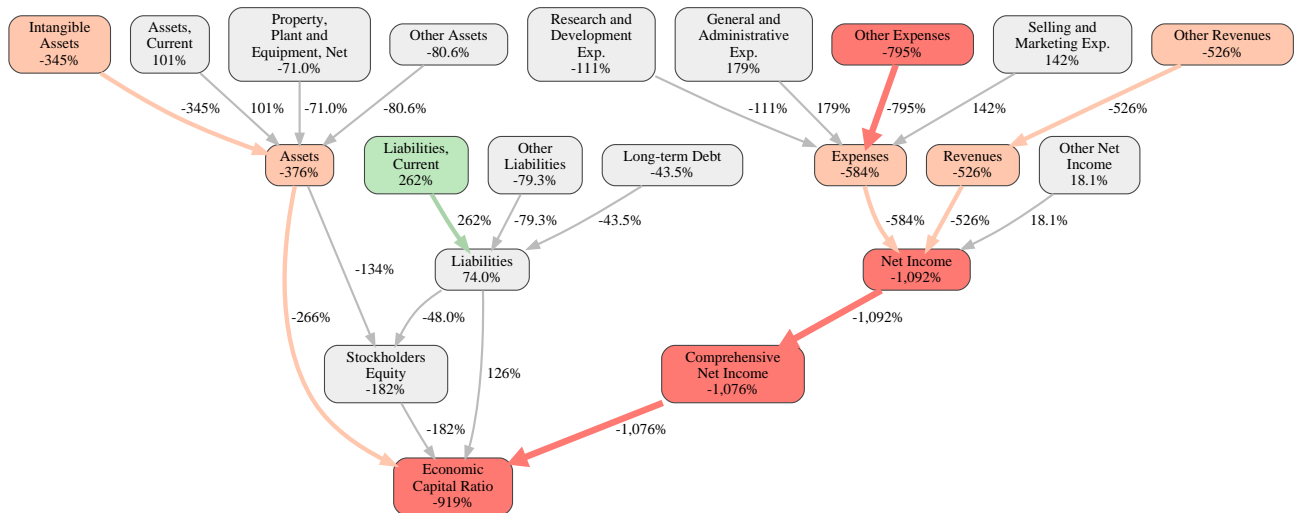 Intangible
Assets
-345%
Assets,
Current
101%
Property,
Plant and
Equipment, Net
-71.0%
Other Assets
-80.6%
Research and
Development
Exp.
-111%
General and
Administrative
Exp.
179%
Other Expenses
-795%
Selling and
Marketing Exp.
142%
Other Revenues
-526%
-345%
101%
-71.0%
-80.6%
-111%
179%
-795%
142%
-526%
Assets
-376%
Liabilities,
Current
262%
Other
Liabilities
-79.3%
Long-term Debt
-43.5%
Expenses
-584%
Revenues
-526%
Other Net
Income
18.1%
262%
-79.3%
-43.5%
-584%
-526%
18.1%
-134%
Liabilities
74.0%
Net Income
-1,092%
-266%
-48.0%
-1,092%
Stockholders
Equity
-182%
126%
Comprehensive
Net Income
-1,076%
-182%
-1,076%
Economic
Capital Ratio
-919%